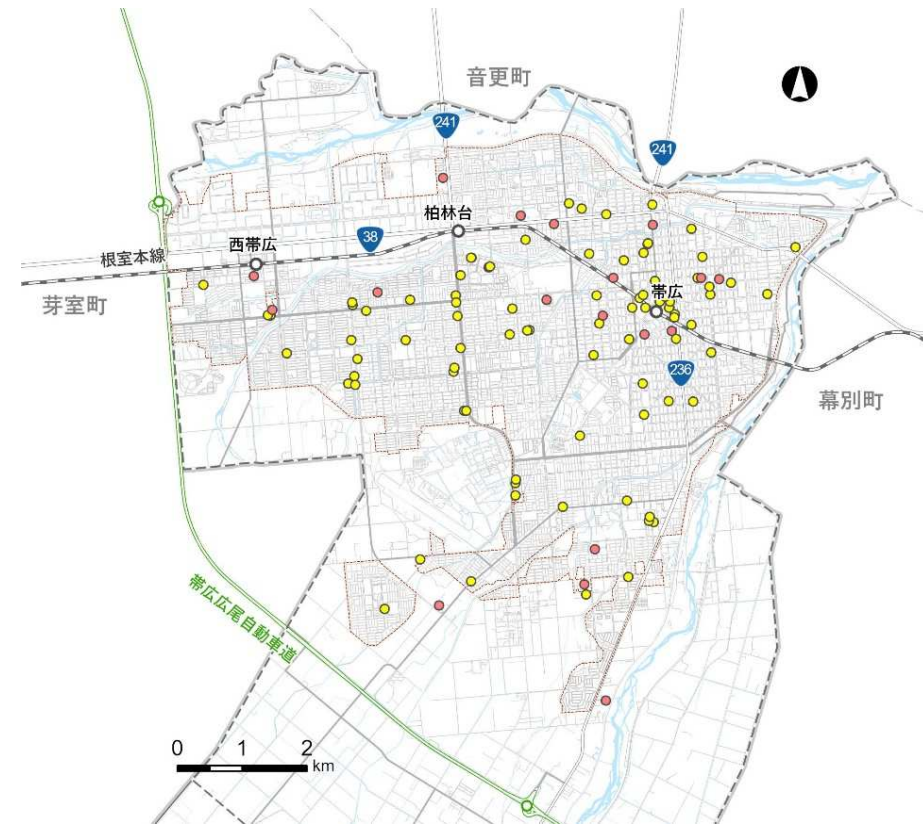 音更町
241
241
柏林台
西帯広
38
根室本線
芽室町
帯広
236
幕別町
帯広広尾自動車道
0 1 2
km